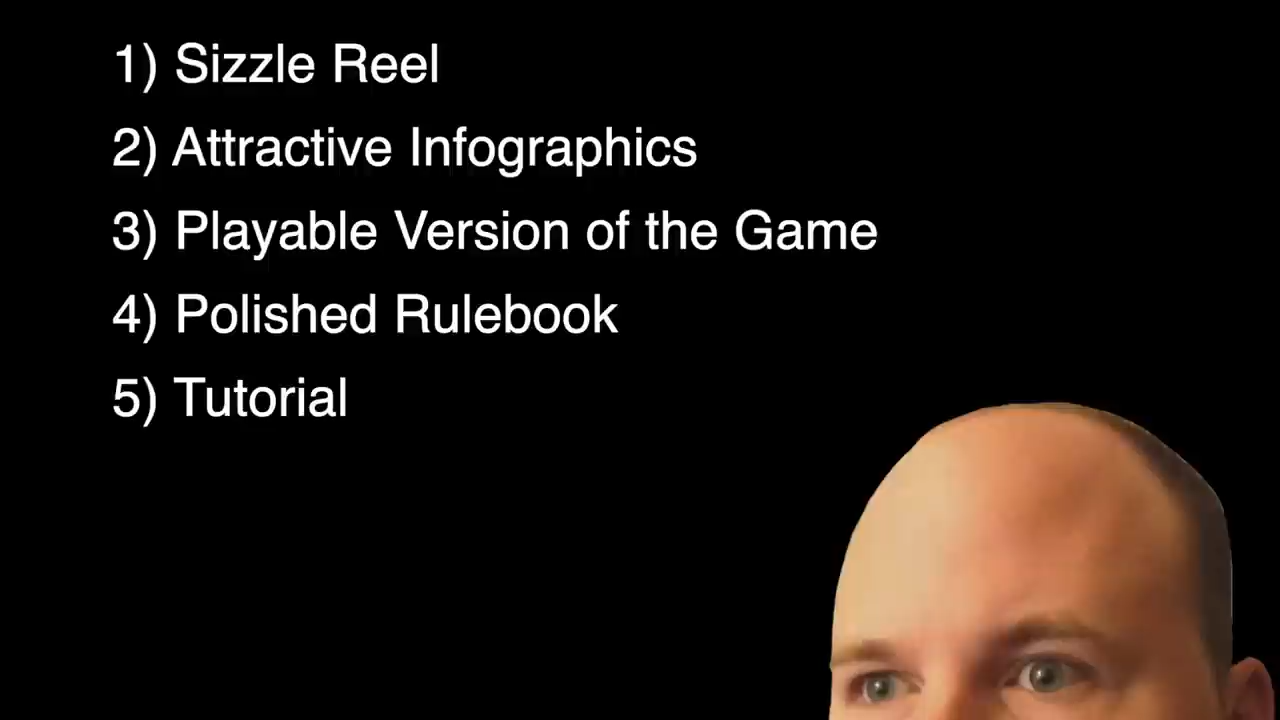 1) Sizzle Reel
2) Attractive Infographics
3) Playable Version of the Game
4) Polished Rulebook
5) Tutorial